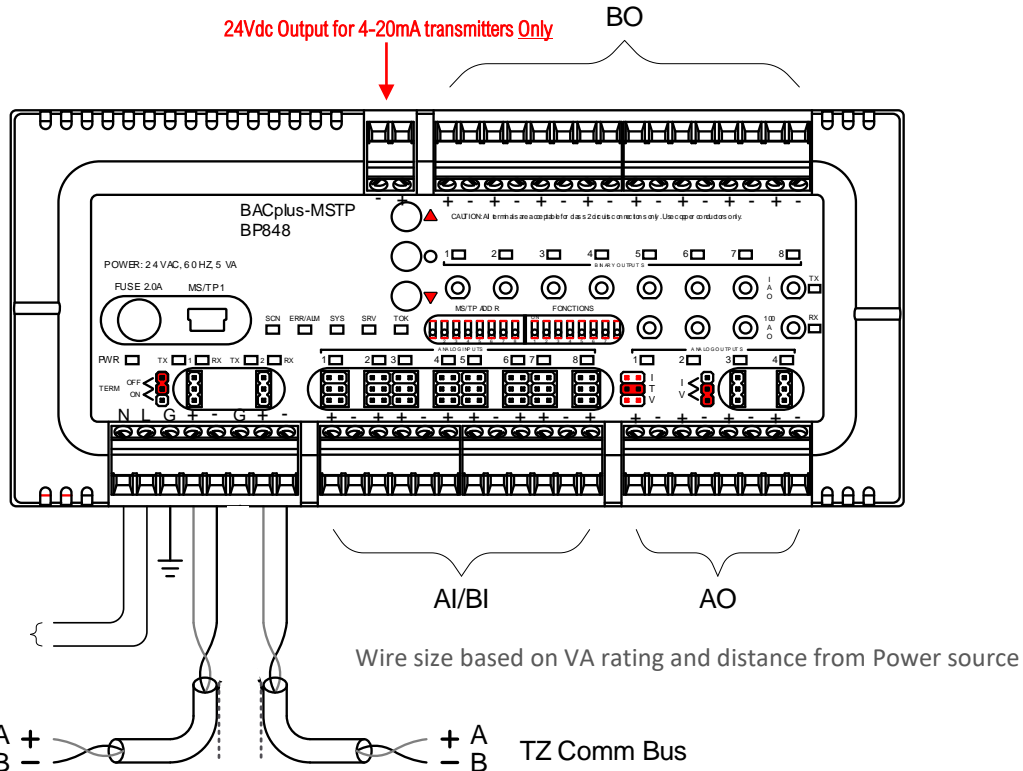 BO
24Vdc Output for 4-20mA transmitters Only
- +
+ - + - + - + - + - + - + - + -
BACplus-MSTP
BP848
CAUTION: All terminals are acceptable for class 2 circuit connections only. Use copper conductors only.
1 2 3 4 5 6 7 8
BINARY OUTPUTS
POWER: 24 VAC, 60 HZ, 5 VA
FUSE 2.0A MS/TP1
I A O TX
MS/TP ADDR FONCTIONS
ON
SCN ERR/ALM SYS SRV TOK
100 A O RX
ANALOG INPUTS
ANALOG OUTPUTS
PWR TX 1 RX TX 2 RX
1 2 3 4 5 6 7 8
1 2 3 4
TERM OFF ON
I T V
I V
N L G + - G + -
+ - + + - + + - + + - +
+ - + - + - + -
AI/BI
AO
Wire size based on VA rating and distance from Power source
A + + A
B - - B
TZ Comm Bus